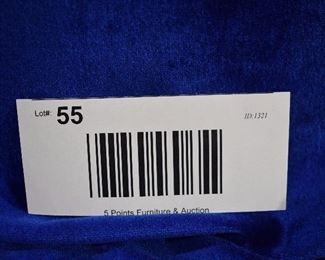 Lot#: 55 ID:1321
5 Points Furniture & Auction